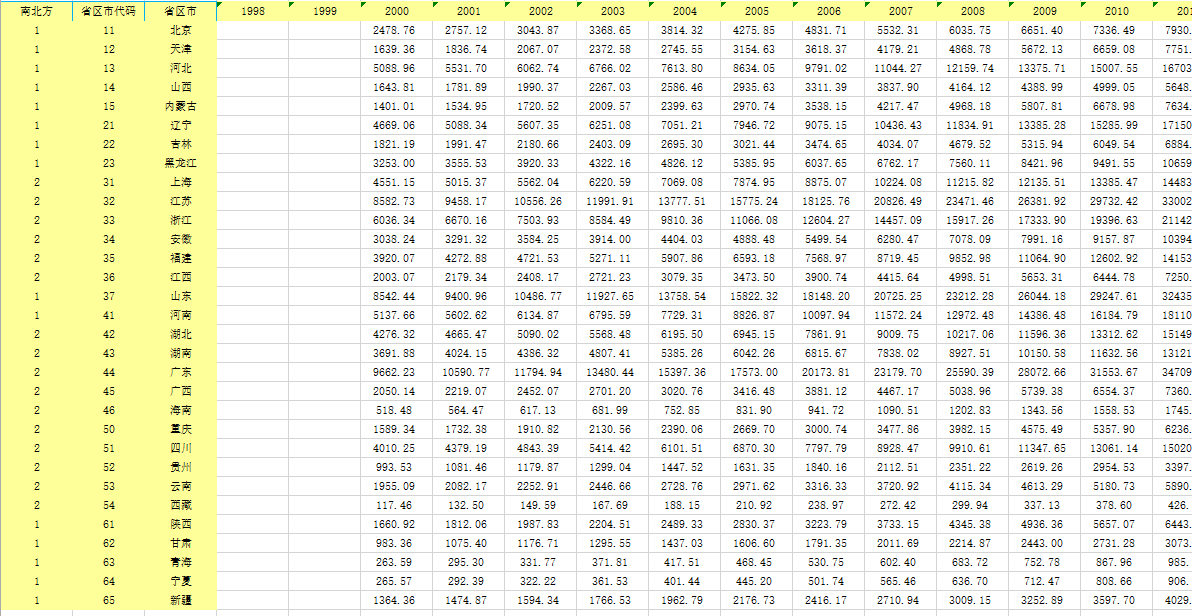 南北方 省区市代码 省区市 1998 1999 2000 2001 2002 2003 2004 2005 2006 2007 2008 2009 2010 201
1 11 北京 2478.76 2757.12 3043.87 3368.65 3814.32 4275.85 4831.71 5532.31 6035.75 6651.40 7336.49 7930.
1 12 天津 1639.36 1836.74 2067.07 2372.58 2745.55 3154.63 3618.37 4179.21 4868.78 5672.13 6659.08 7751.
1 13 河北 5088.96 5531.70 6062.74 6766.02 7613.80 8634.05 9791.02 11044.27 12159.74 13375.71 15007.55 16703
1 14 山西 1643.81 1781.89 1990.37 2267.03 2586.46 2935.63 3311.39 3837.90 4164.12 4388.99 4999.05 5648.
1 15 内蒙古 1401.01 1534.95 1720.52 2009.57 2399.63 2970.74 3538.15 4217.47 4968.18 5807.81 6678.98 7634.
1 21 辽宁 4669.06 5088.34 5607.35 6251.08 7051.21 7946.72 9075.15 10436.43 11834.91 13385.28 15285.99 17150
1 22 吉林 1821.19 1991.47 2180.66 2403.09 2695.30 3021.44 3474.65 4034.07 4679.52 5315.94 6049.54 6884.
1 23 黑龙江 3253.00 3555.53 3920.33 4322.16 4826.12 5385.95 6037.65 6762.17 7560.11 8421.96 9491.55 10659
2 31 上海 4551.15 5015.37 5562.04 6220.59 7069.08 7874.95 8875.07 10224.08 11215.82 12135.51 13385.47 14483
2 32 江苏 8582.73 9458.17 10556.26 11991.91 13777.51 15775.24 18125.76 20826.49 23471.46 26381.92 29732.42 33002
2 33 浙江 6036.34 6670.16 7503.93 8584.49 9810.36 11066.08 12604.27 14457.09 15917.26 17333.90 19396.63 21142
2 34 安徽 3038.24 3291.32 3584.25 3914.00 4404.03 4888.48 5499.54 6280.47 7078.09 7991.16 9157.87 10394
2 35 福建 3920.07 4272.88 4721.53 5271.11 5907.86 6593.18 7568.97 8719.45 9852.98 11064.90 12602.92 14153
2 36 江西 2003.07 2179.34 2408.17 2721.23 3079.35 3473.50 3900.74 4415.64 4998.51 5653.31 6444.78 7250.
1 37 山东 8542.44 9400.96 10486.77 11927.65 13758.54 15822.32 18148.20 20725.25 23212.28 26044.18 29247.61 32435
1 41 河南 5137.66 5602.62 6134.87 6795.59 7729.31 8826.87 10097.94 11572.24 12972.48 14386.48 16184.79 18110
2 42 湖北 4276.32 4665.47 5090.02 5568.48 6195.50 6945.15 7861.91 9009.75 10217.06 11596.36 13312.62 15149
2 43 湖南 3691.88 4024.15 4386.32 4807.41 5385.26 6042.26 6815.67 7838.02 8927.51 10150.58 11632.56 13121
2 44 广东 9662.23 10590.77 11794.94 13480.44 15397.36 17573.00 20173.81 23179.70 25590.39 28072.66 31553.67 34709
2 45 广西 2050.14 2219.07 2452.07 2701.20 3020.76 3416.48 3881.12 4467.17 5038.96 5739.38 6554.37 7360.
2 46 海南 518.48 564.47 617.13 681.99 752.85 831.90 941.72 1090.51 1202.83 1343.56 1558.53 1745.
2 50 重庆 1589.34 1732.38 1910.82 2130.56 2390.06 2669.70 3000.74 3477.86 3982.15 4575.49 5357.90 6236.
2 51 四川 4010.25 4379.19 4843.39 5414.42 6101.51 6870.30 7797.79 8928.47 9910.61 11347.65 13061.14 15020
2 52 贵州 993.53 1081.46 1179.87 1299.04 1447.52 1631.35 1840.16 2112.51 2351.22 2619.26 2954.53 3397.
2 53 云南 1955.09 2082.17 2252.91 2446.66 2728.76 2971.62 3316.33 3720.92 4115.34 4613.29 5180.73 5890.
2 54 西藏 117.46 132.50 149.59 167.69 188.15 210.92 238.97 272.42 299.94 337.13 378.60 426.
1 61 陕西 1660.92 1812.06 1987.83 2204.51 2489.33 2830.37 3223.79 3733.15 4345.38 4936.36 5657.07 6443.
1 62 甘肃 983.36 1075.40 1176.71 1295.55 1437.03 1606.60 1791.35 2011.69 2214.87 2443.00 2731.28 3073.
1 63 青海 263.59 295.30 331.77 371.81 417.51 468.45 530.75 602.40 683.72 752.78 867.96 985.
1 64 宁夏 265.57 292.39 322.22 361.53 401.44 445.20 501.74 565.46 636.70 712.47 808.66 906.
1 65 新疆 1364.36 1474.87 1594.34 1766.53 1962.79 2176.73 2416.17 2710.94 3009.15 3252.89 3597.70 4029.